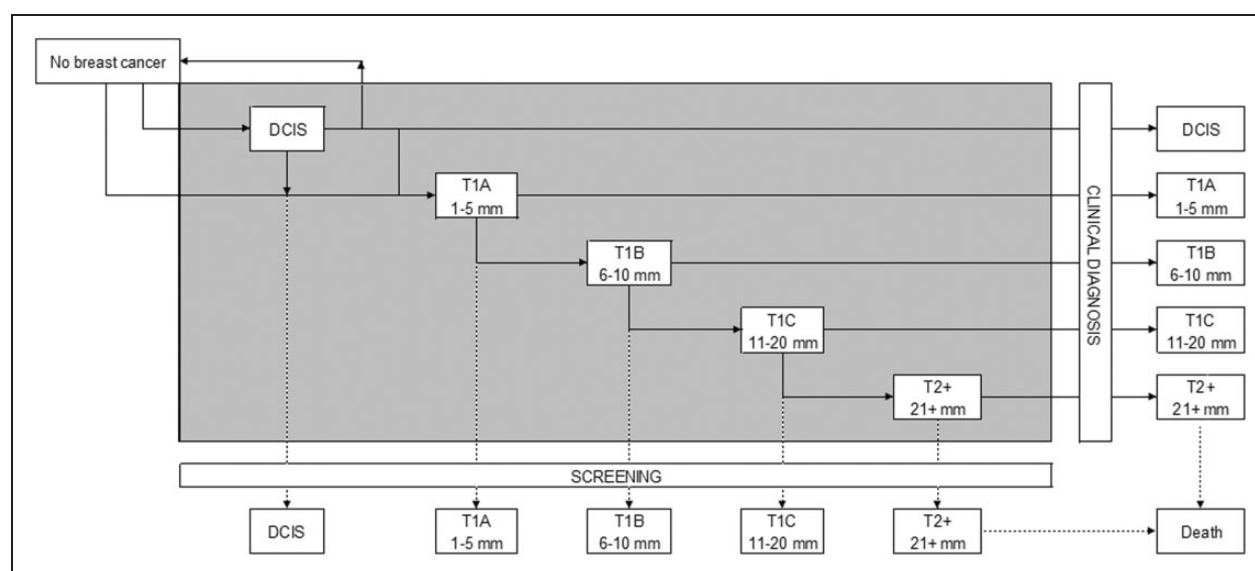 No breast cancer
DCIS
DCIS
T1A
1-5 mm
T1A
1-5 mm
T1B
6-10 mm
T1B
6-10 mm
T1C
11-20 mm
T1C
11-20 mm
T2+
21+ mm
T2+
21+ mm
CLINICAL DIAGNOSIS
SCREENING
DCIS
T1A
1-5 mm
T1B
6-10 mm
T1C
11-20 mm
T2+
21+ mm
Death